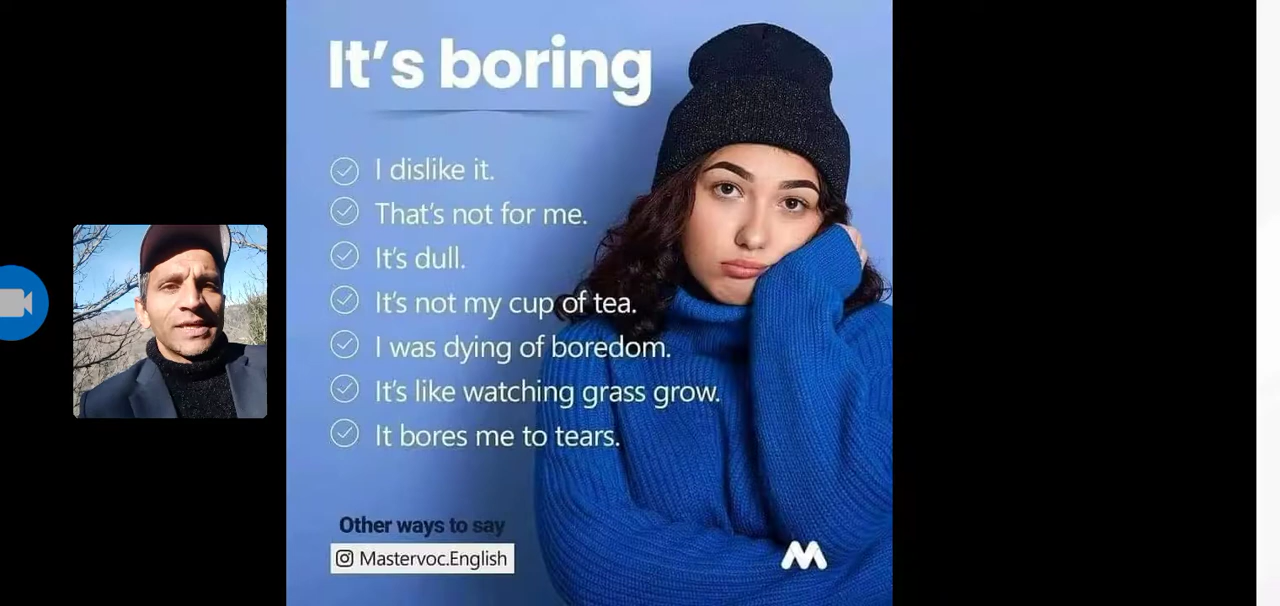 It's boring
I dislike it.
That's not for me.
It's dull.
It's not my cup of tea.
I was dying of boredom.
It's like watching grass grow.
It bores me to tears.
Other ways to say
Mastervoc.English